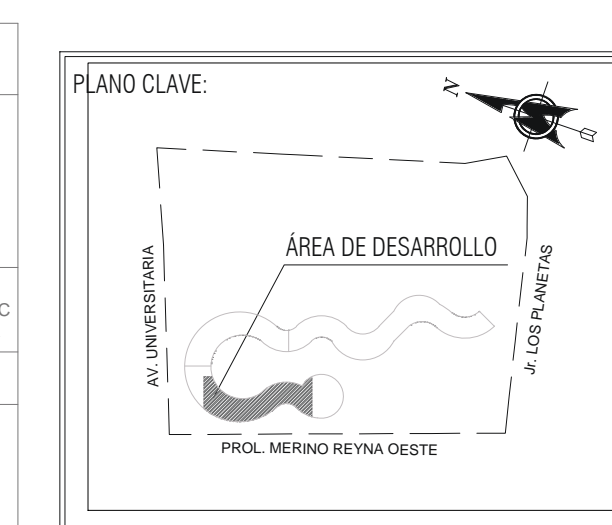 PLANO CLAVE:
N
ÁREA DE DESARROLLO
AV. UNIVERSITARIA
Jr. LOS PLANETAS
C
PROL. MERINO REYNA OESTE